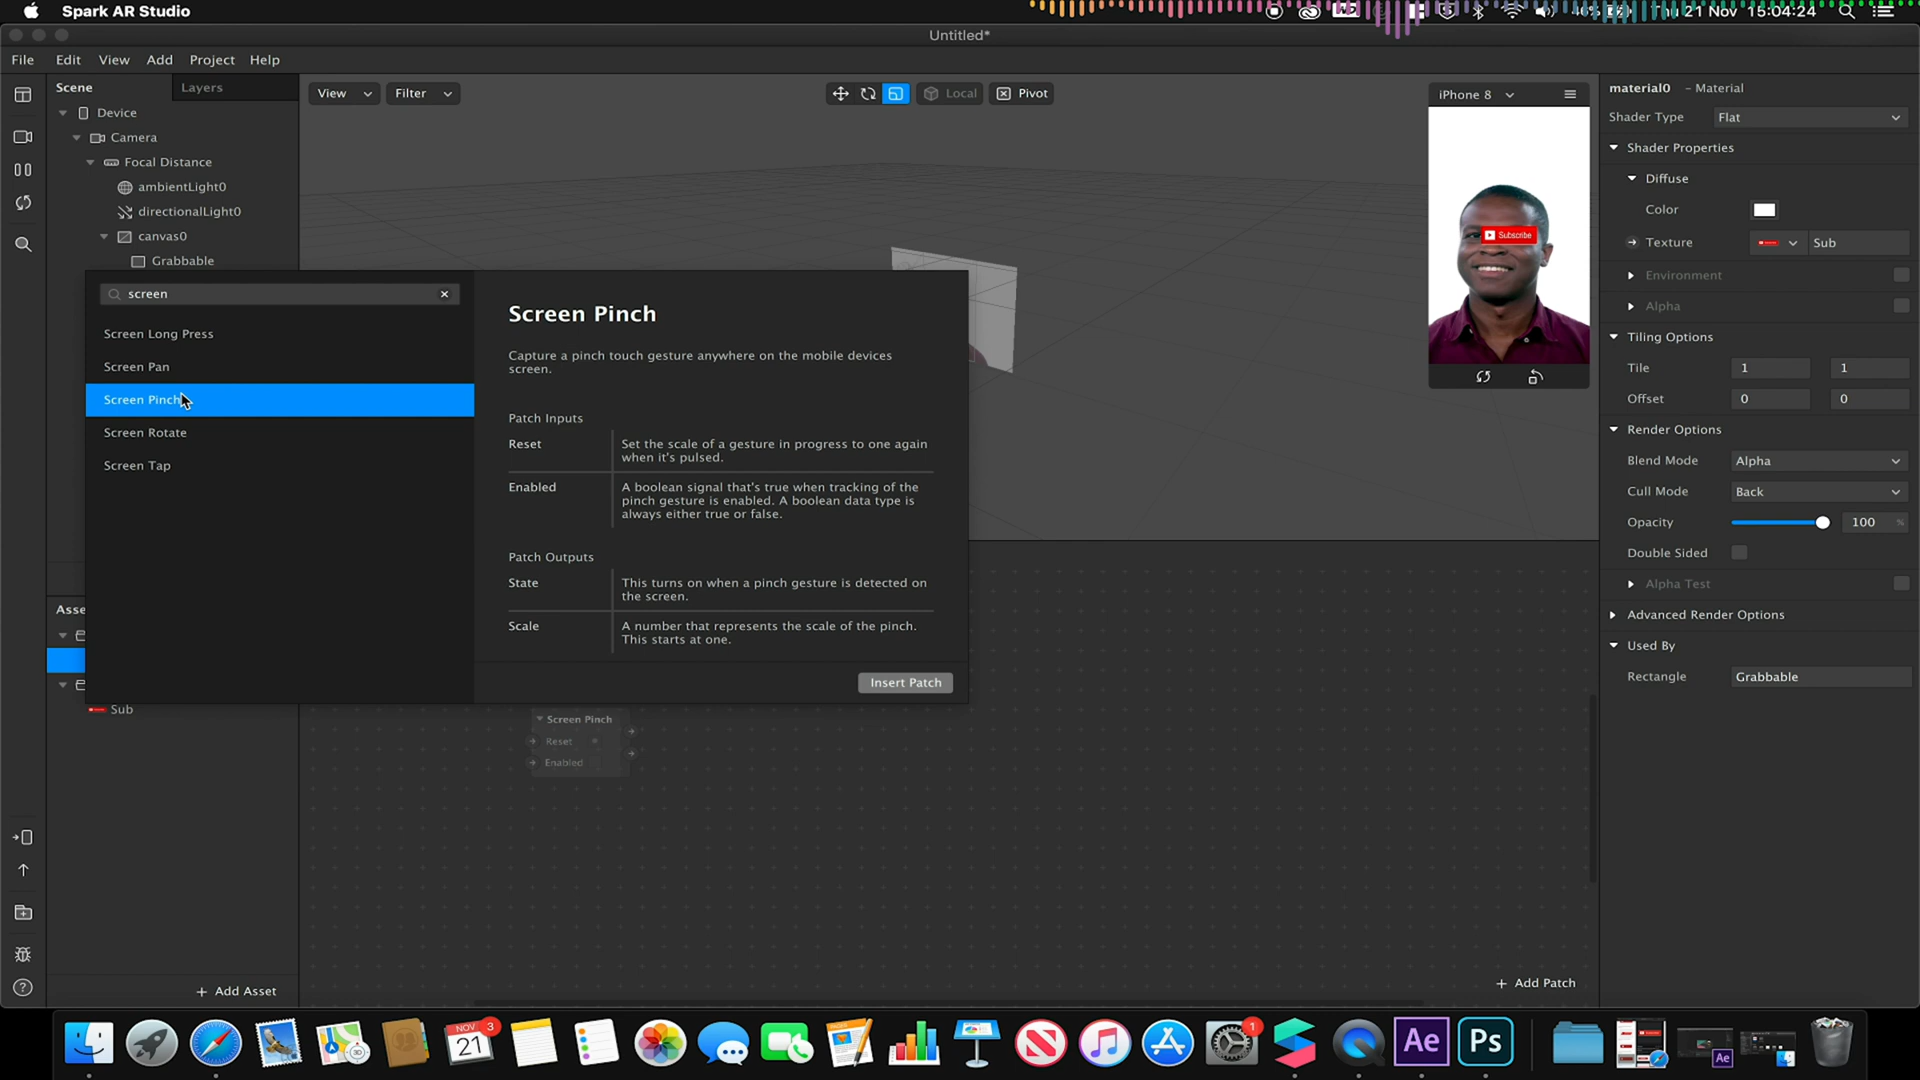 Spark AR Studio
Thu 21 Nov 15:04:24
Untitled*
File Edit View Add Project Help
Scene Layers
Device
Camera
Focal Distance
ambientLight0
directionalLight0
canvas0
Grabbable
View Filter Local Pivot
iPhone 8
Subscribe
screen
Screen Long Press
Screen Pan
Screen Pinch
Screen Rotate
Screen Tap
Screen Pinch
Capture a pinch touch gesture anywhere on the mobile devices
screen.
Patch Inputs
Reset
Set the scale of a gesture in progress to one again
when it's pulsed.
Enabled
A boolean signal that's true when tracking of the
pinch gesture is enabled. A boolean data type is
always either true or false.
Patch Outputs
State
This turns on when a pinch gesture is detected on
the screen.
Scale
A number that represents the scale of the pinch.
This starts at one.
Insert Patch
Asse
Sub
Screen Pinch
Reset
Enabled
+ Add Asset
+ Add Patch
material0 - Material
Shader Type Flat
Shader Properties
Diffuse
Color
Texture Sub
Environment
Alpha
Tiling Options
Tile 1 1
Offset 0 0
Render Options
Blend Mode Alpha
Cull Mode Back
Opacity 100 %
Double Sided
Alpha Test
Advanced Render Options
Used By
Rectangle Grabbable
NOV 3
21
1
Ae
Ps
Ae